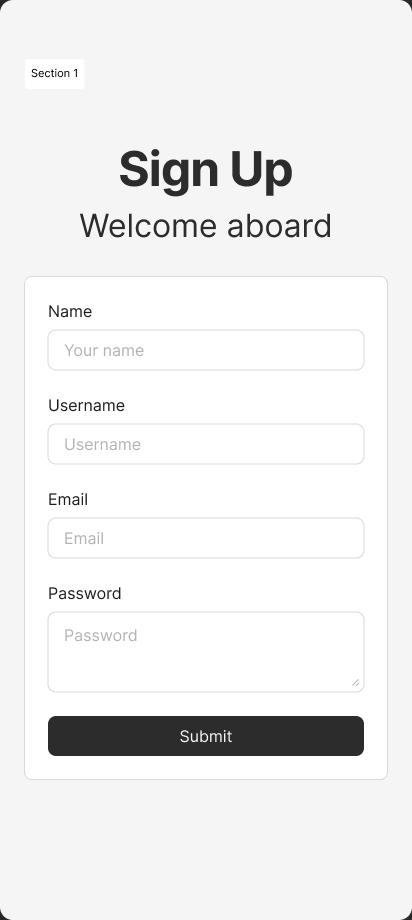 Section 1
Sign Up
Welcome aboard
Name
Your name
Username
Username
Email
Email
Password
Password
Submit